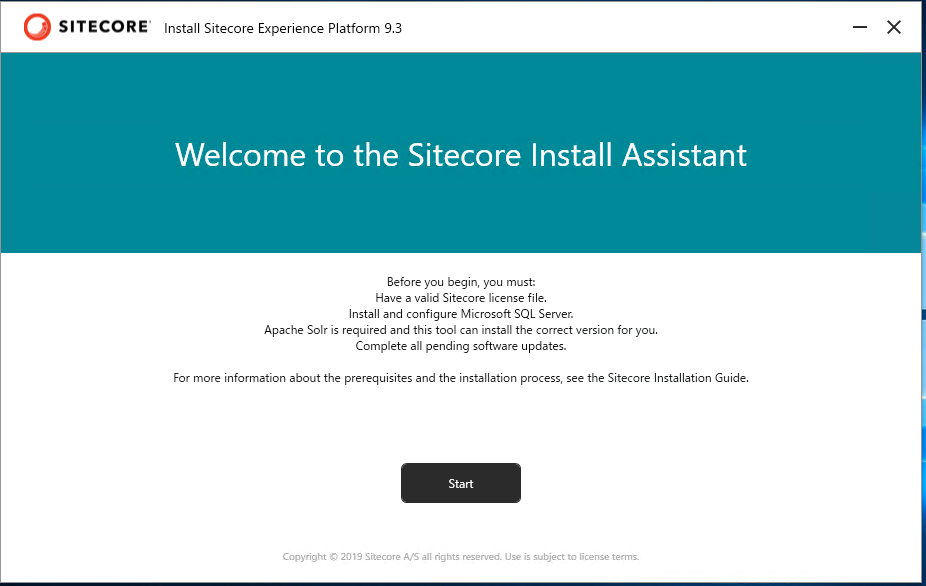 SITECORE Install Sitecore Experience Platform 9.3
Welcome to the Sitecore Install Assistant
Before you begin, you must:
Have a valid Sitecore license file.
Install and configure Microsoft SQL Server.
Apache Solr is required and this tool can install the correct version for you.
Complete all pending software updates.
For more information about the prerequisites and the installation process, see the Sitecore Installation Guide.
Start
Copyright © 2019 Sitecore A/S all rights reserved. Use is subject to license terms.